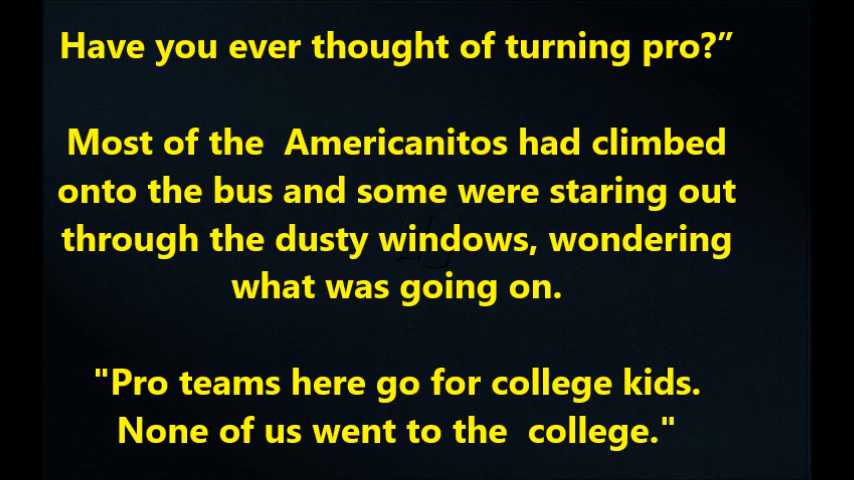 Have you ever thought of turning pro?”
Most of the  Americanitos had climbed
onto the bus and some were staring out
through the dusty windows, wondering
what was going on.
"Pro teams here go for college kids.
None of us went to the  college."